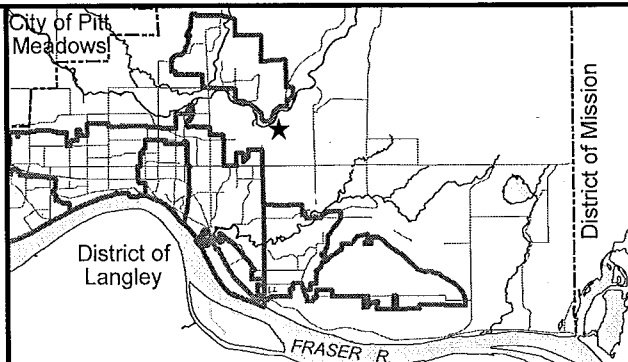 City of Pitt
Meadows
District of Mission
District of
Langley
FRASER R.